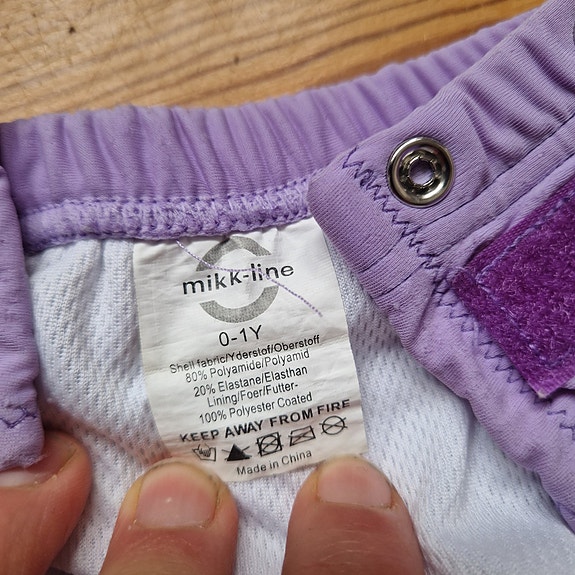 mikk-line
0-1Y
Shell fabric/Yderstof/Oberstoff
80% Polyamide/Polyamid
20% Elastane/Elasthan
Lining/Foer/Futter-
100% Polyester Coated
KEEP AWAY FROM FIRE
Made in China